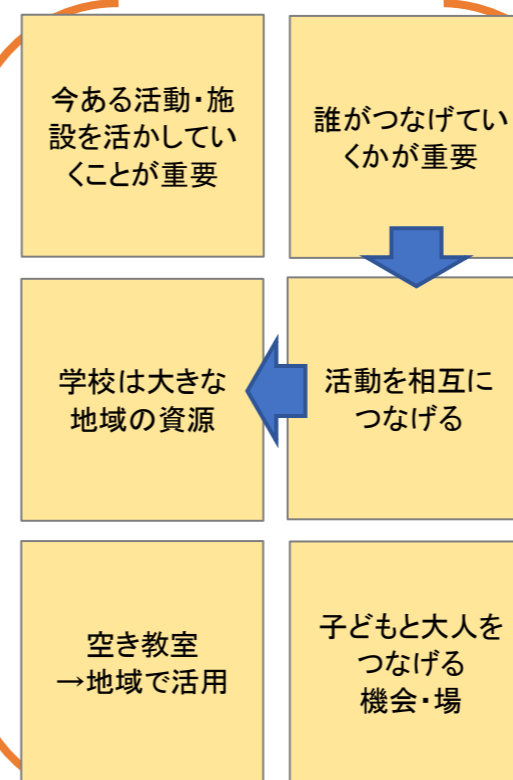 今ある活動・施
設を活かしてい
くことが重要
誰がつなげてい
くかが重要
学校は大きな
地域の資源
活動を相互に
つなげる
空き教室
→地域で活用
子どもと大人を
つなげる
機会・場